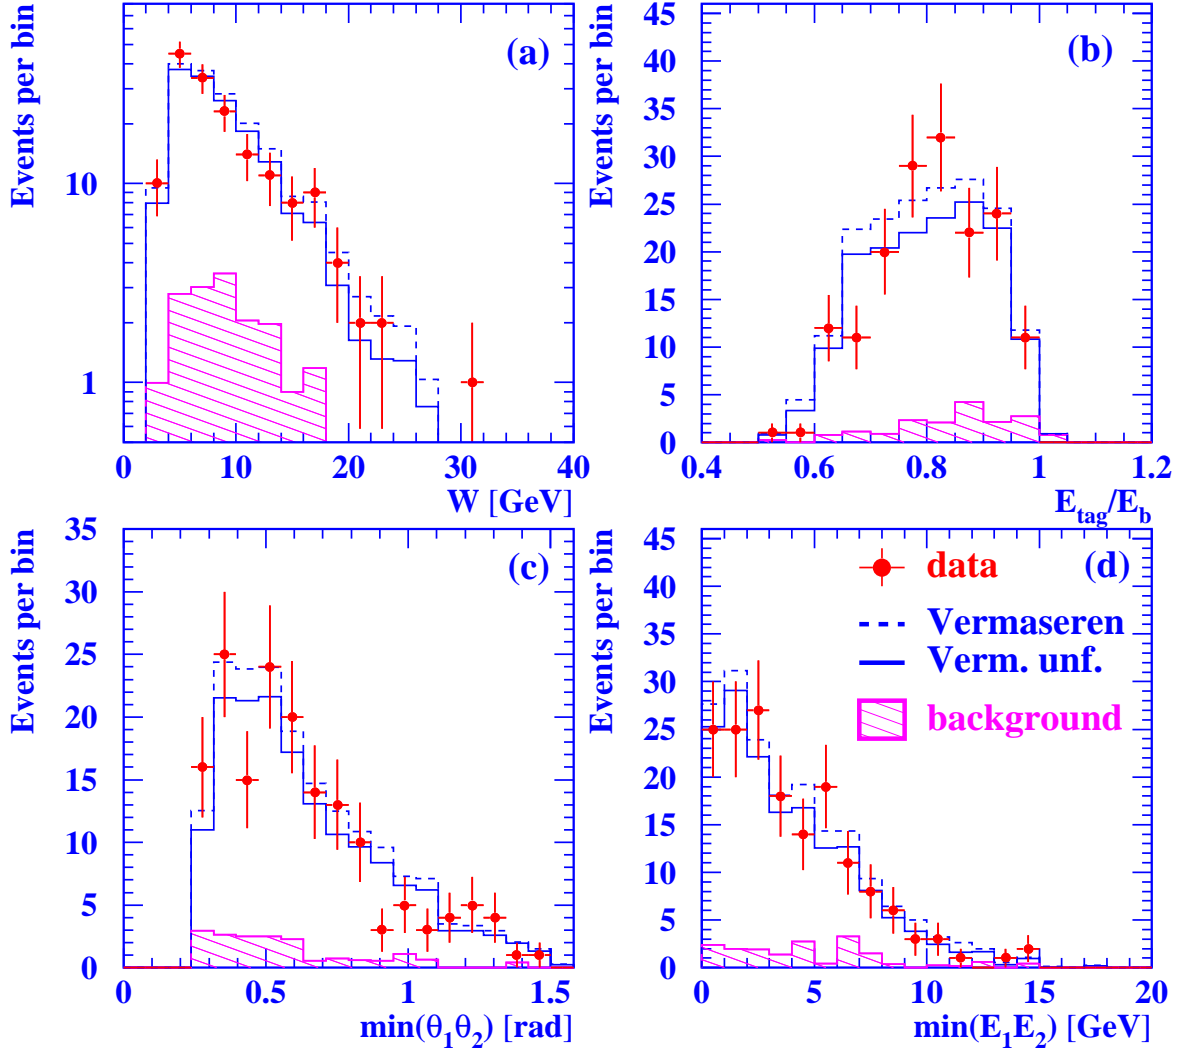 Events per bin
(a)
10
1
0 10 20 30 40
W [GeV]
Events per bin
(b)
45
40
35
30
25
20
15
10
5
0
0.4 0.6 0.8 1 1.2
E_tag/E_b
Events per bin
(c)
35
30
25
20
15
10
5
0
0 0.5 1 1.5
min(θ_1θ_2) [rad]
Events per bin
(d)
45
40
35
30
25
20
15
10
5
0
data
Vermaseren
Verm. unf.
background
0 5 10 15 20
min(E_1E_2) [GeV]